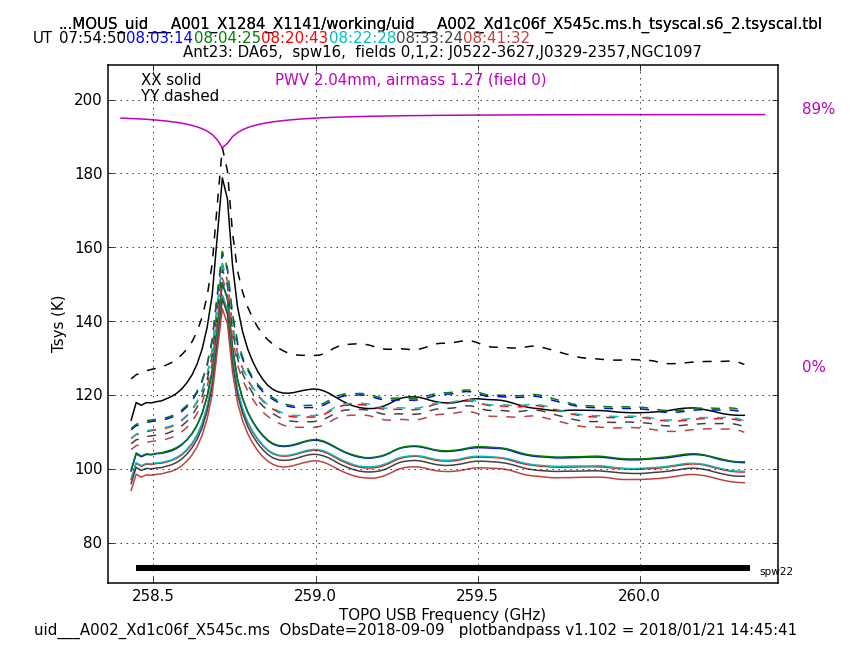 ...MOUS_uid___A001_X1284_X1141/working/uid___A002_Xd1c06f_X545c.ms.h_tsyscal.s6_2.tsyscal.tbl
UT 07:54:50 08:03:14 08:04:25 08:20:43 08:22:28 08:33:24 08:41:32
Ant23: DA65,  spw16,  fields 0,1,2: J0522-3627,J0329-2357,NGC1097
XX solid
PWV 2.04mm, airmass 1.27 (field 0)
YY dashed
89%
0%
200
180
160
140
120
100
80
Tsys (K)
spw22
258.5 259.0 259.5 260.0
TOPO USB Frequency (GHz)
uid___A002_Xd1c06f_X545c.ms  ObsDate=2018-09-09   plotbandpass v1.102 = 2018/01/21 14:45:41